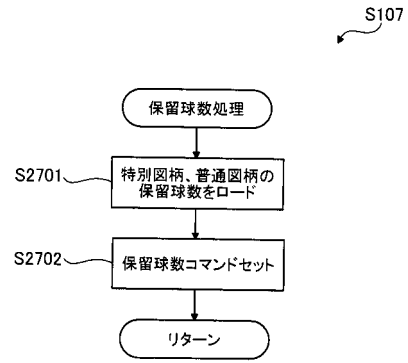 S107
保留球数処理
S2701
特別図柄、普通図柄の
保留球数をロード
S2702
保留球数コマンドセット
リターン